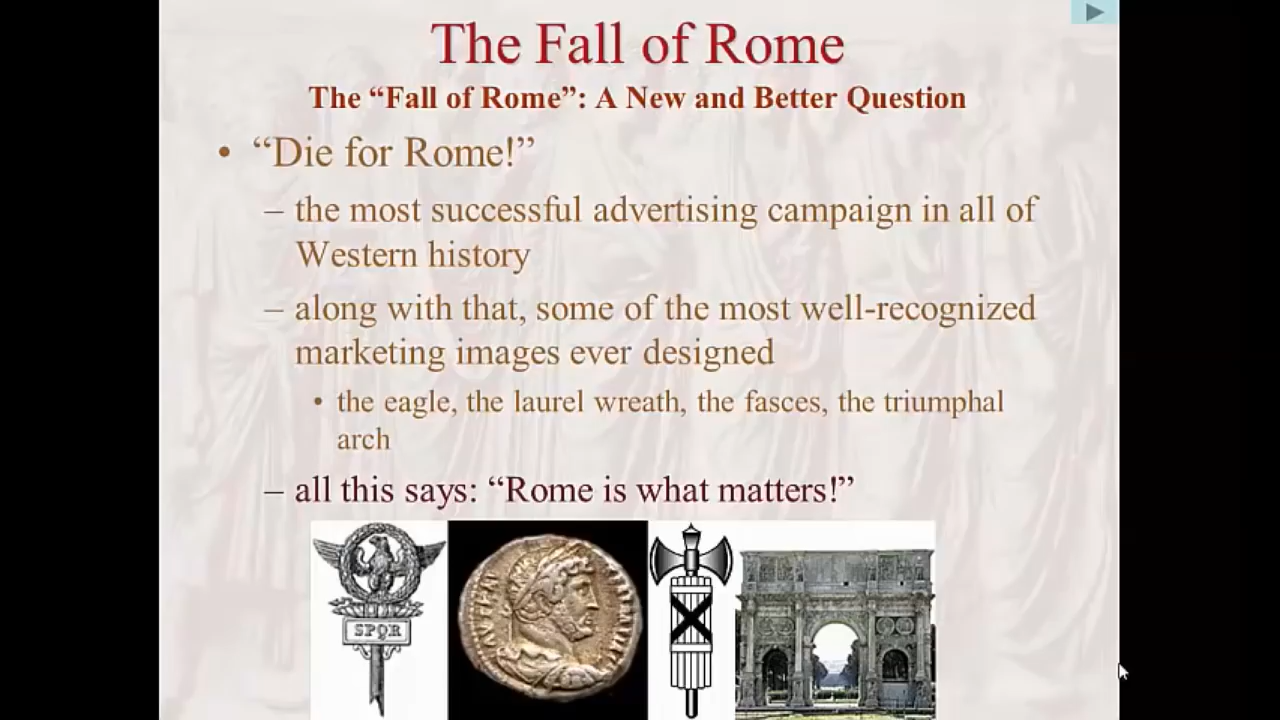 The Fall of Rome
The “Fall of Rome”: A New and Better Question
• “Die for Rome!”
– the most successful advertising campaign in all of
Western history
– along with that, some of the most well-recognized
marketing images ever designed
• the eagle, the laurel wreath, the fasces, the triumphal
arch
– all this says: “Rome is what matters!”
SPQR